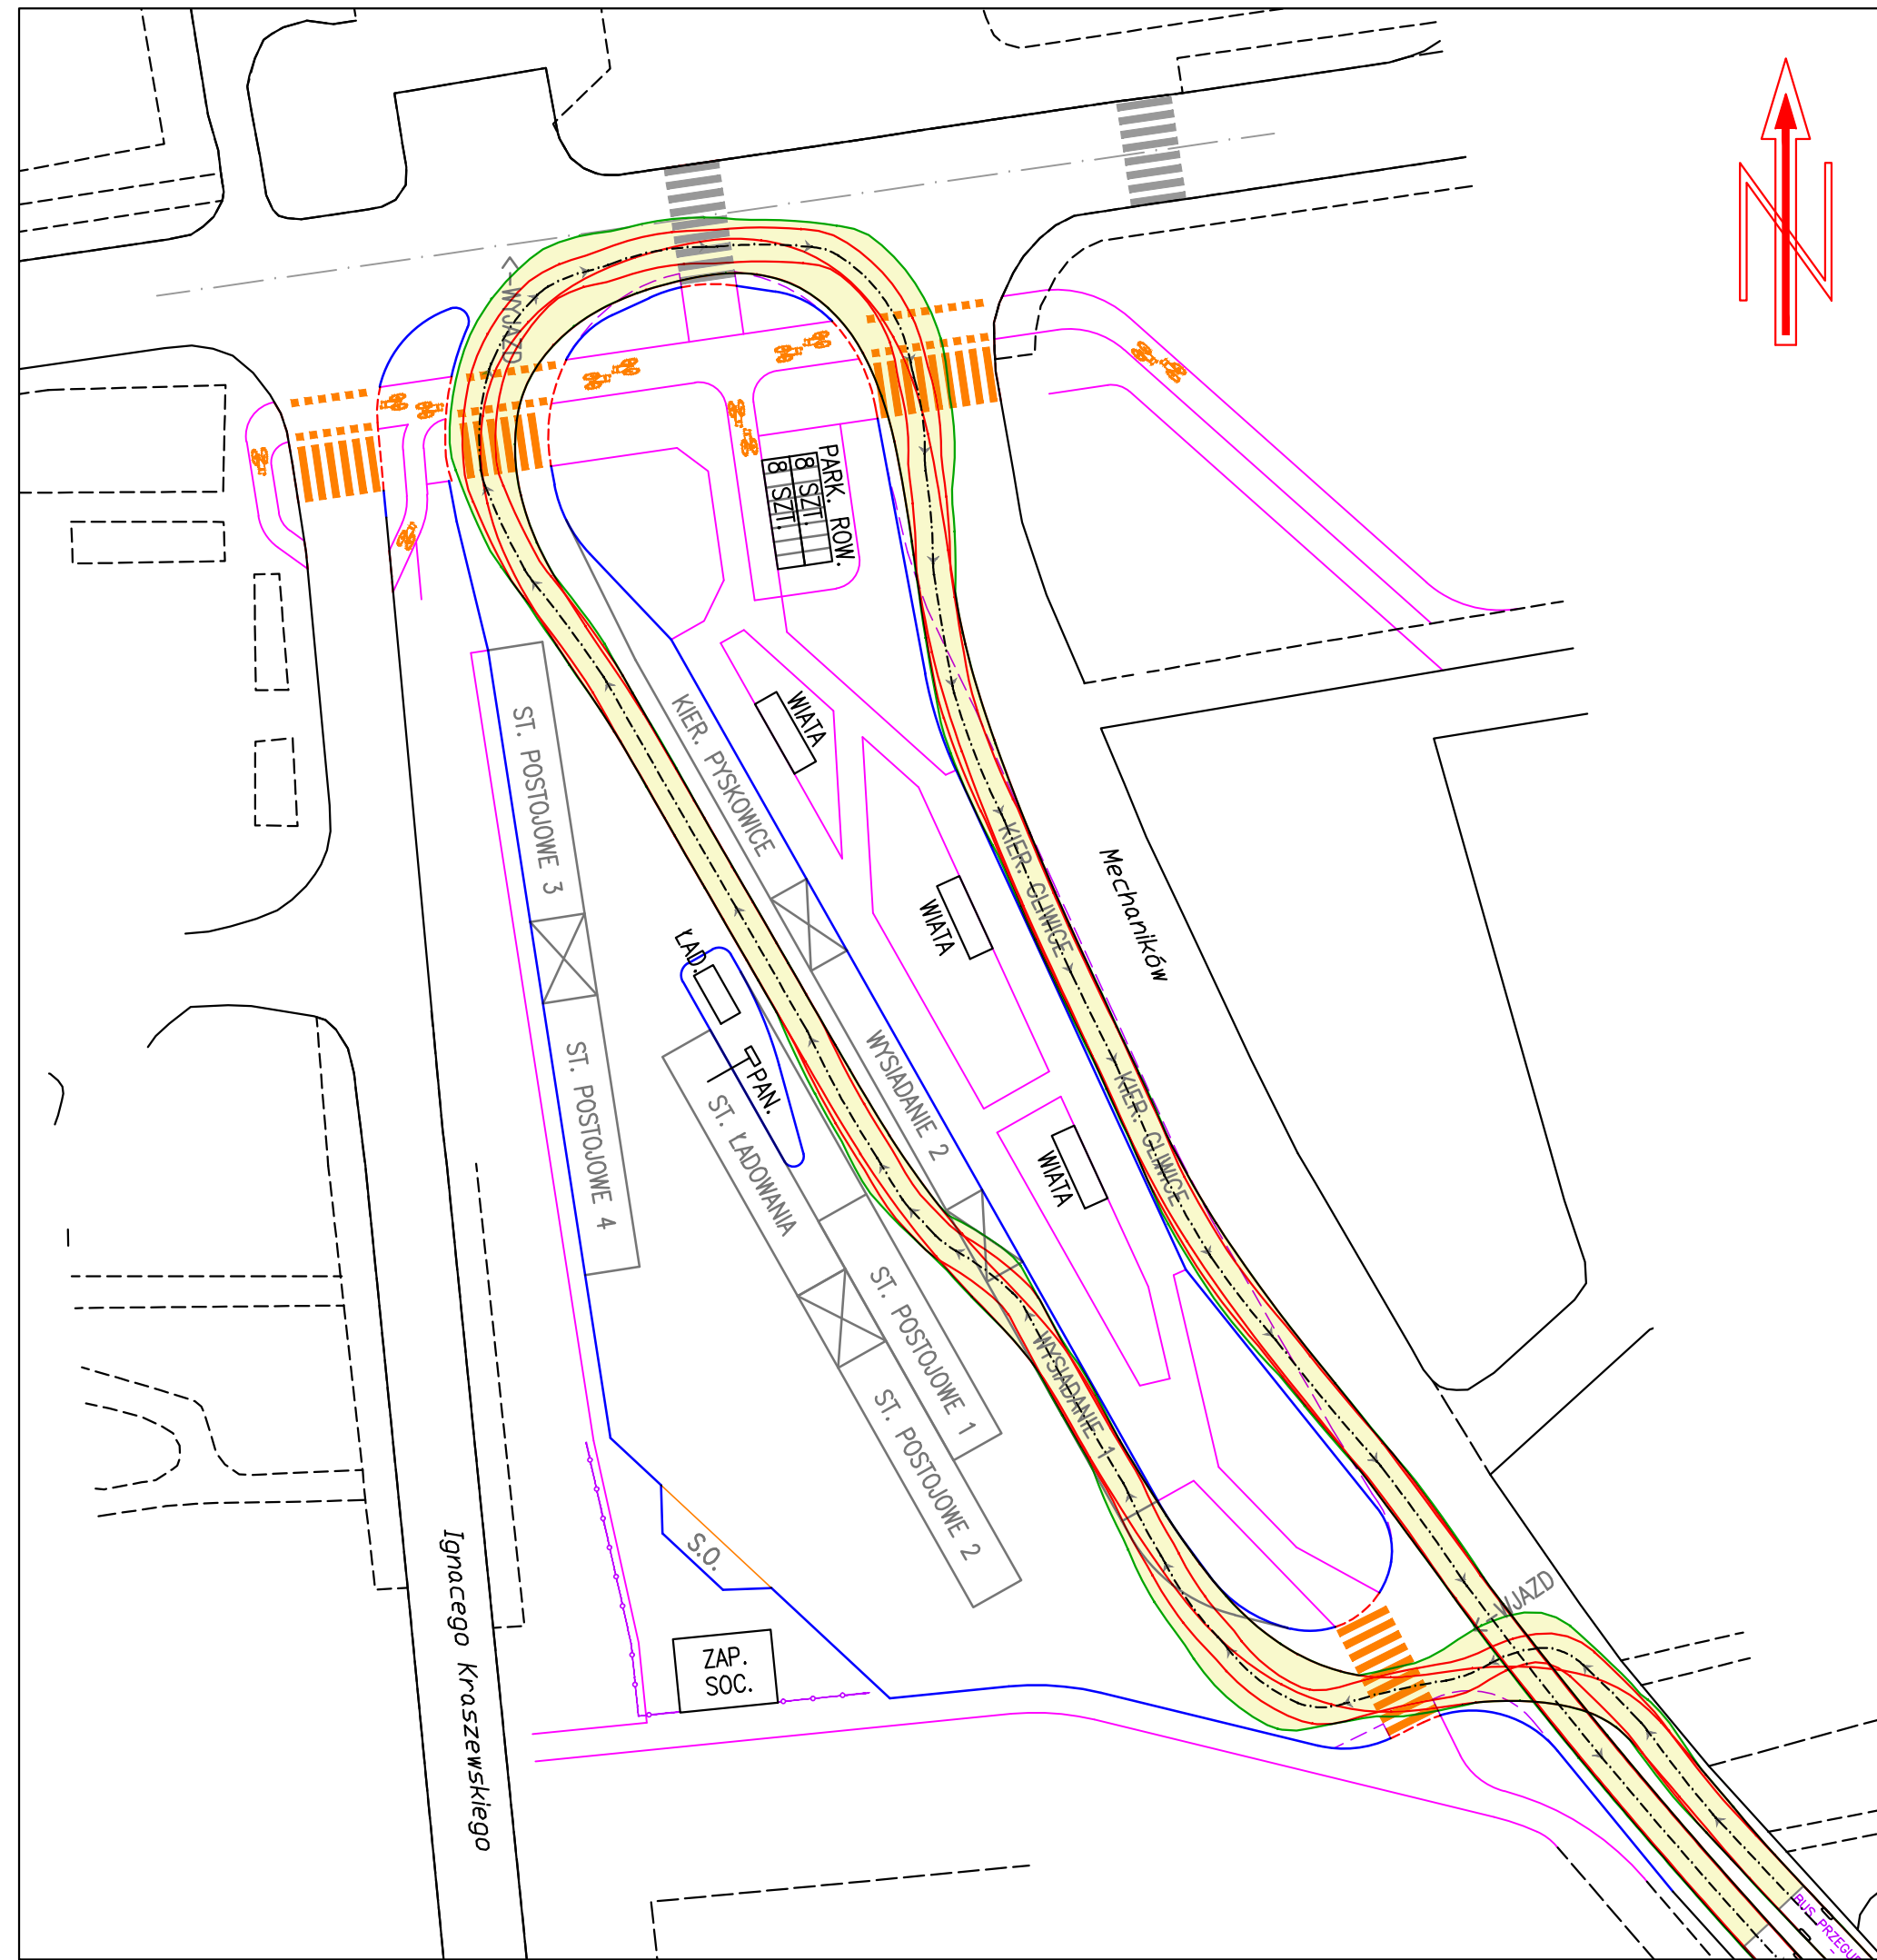 <-WYJAZD
PARK. ROW.
8 SZT.
8 SZT.
WIATA
KIER. PYSKOWICE
ST. POSTOJOWE 3
KIER. GLIWICE
Mechaników
WIATA
ŁAD.
PAN.
WYSIADANIE 2
ST. POSTOJOWE 4
ST. ŁADOWANIA
KIER. GLIWICE
WIATA
ST. POSTOJOWE 1
WYSIADANIE 1
ST. POSTOJOWE 2
S.O.
<-WJAZD
Ignacego Kraszewskiego
ZAP.
SOC.
BUS
N